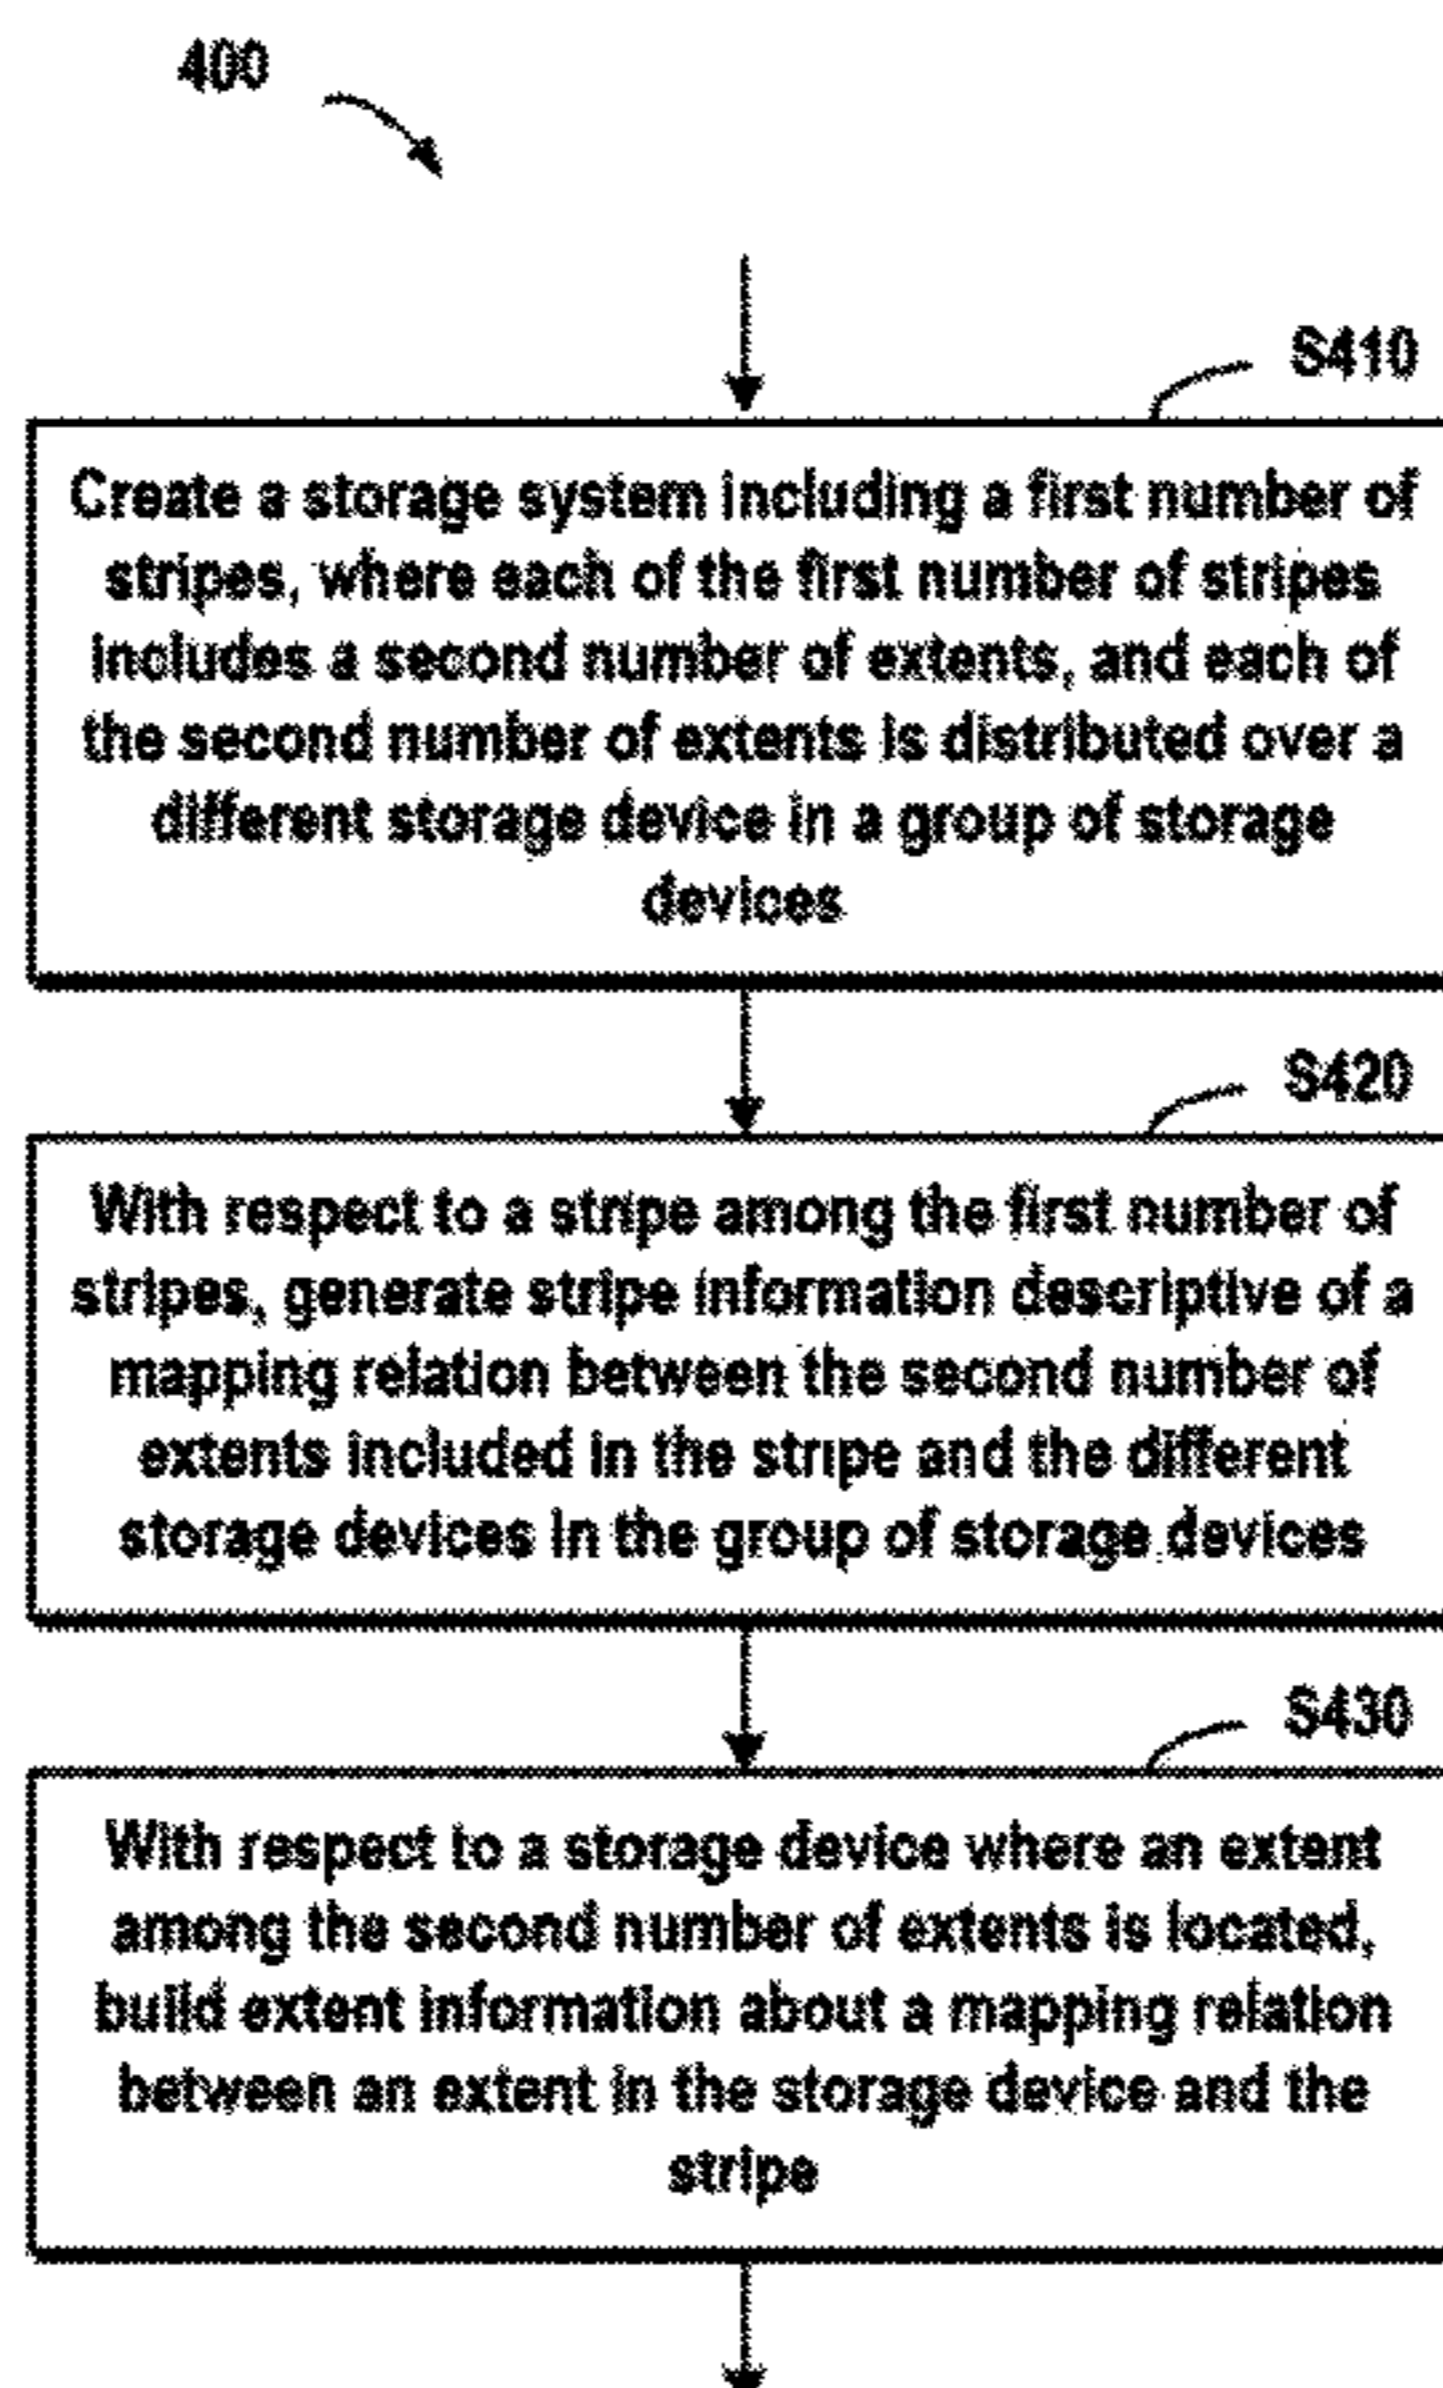 400
S410
Create a storage system including a first number of
stripes, where each of the first number of stripes
includes a second number of extents, and each of
the second number of extents is distributed over a
different storage device in a group of storage
devices
S420
With respect to a stripe among the first number of
stripes, generate stripe information descriptive of a
mapping relation between the second number of
extents included in the stripe and the different
storage devices in the group of storage devices
S430
With respect to a storage device where an extent
among the second number of extents is located,
build extent information about a mapping relation
between an extent in the storage device and the
stripe